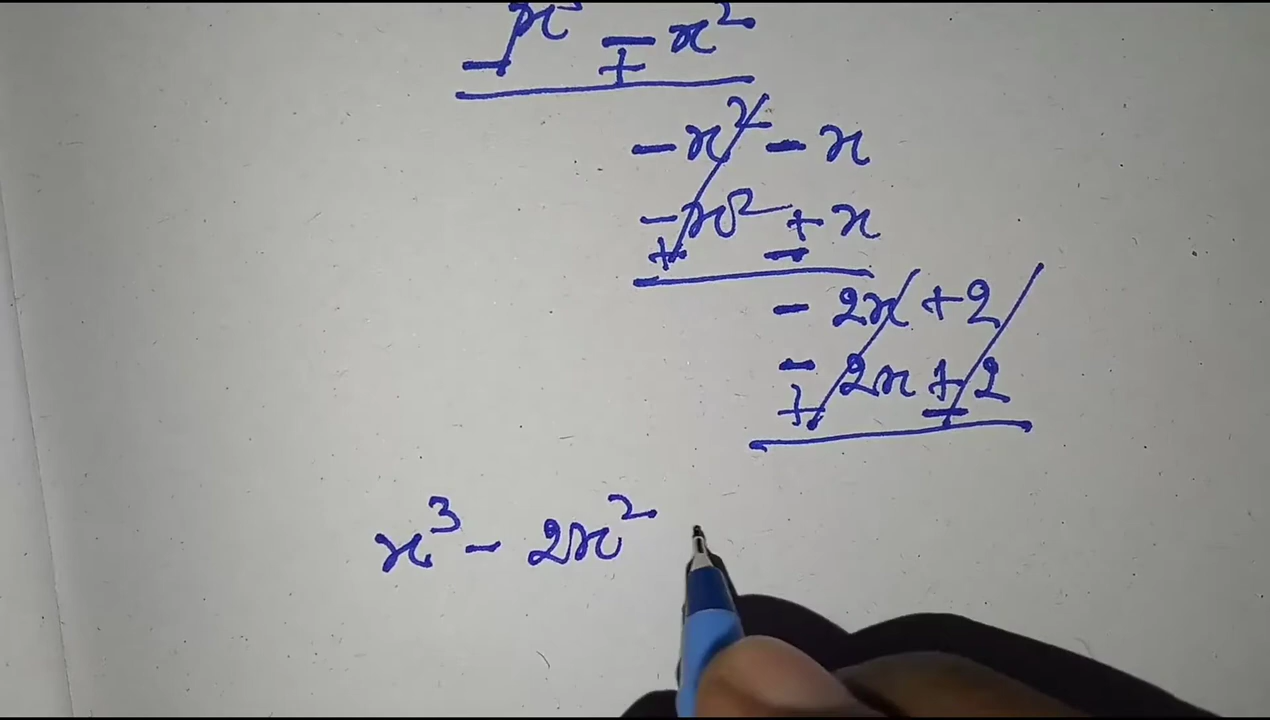 x³ - x²
- +
-x² - x
-x² + x
+ -
- 2x + 2
- 2x + 2
+ -
x³ - 2x²